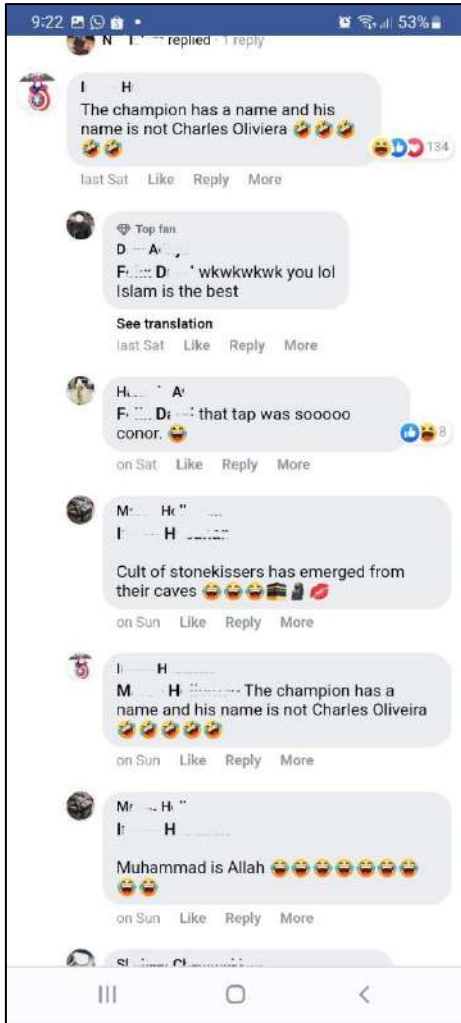 9:22 53%
replied · 1 reply
The champion has a name and his
name is not Charles Oliviera 🤣🤣🤣
🤣🤣
134
last Sat Like Reply More
Top fan
wkwkwkwk you lol
Islam is the best
See translation
last Sat Like Reply More
that tap was sooooo
conor. 😂
8
on Sat Like Reply More
Cult of stonekissers has emerged from
their caves 😂😂😂🕋🗿💋
on Sun Like Reply More
The champion has a
name and his name is not Charles Oliveira
🤣🤣🤣🤣🤣
on Sun Like Reply More
Muhammad is Allah 😂😂😂😂😂😂😂
😂😂
on Sun Like Reply More